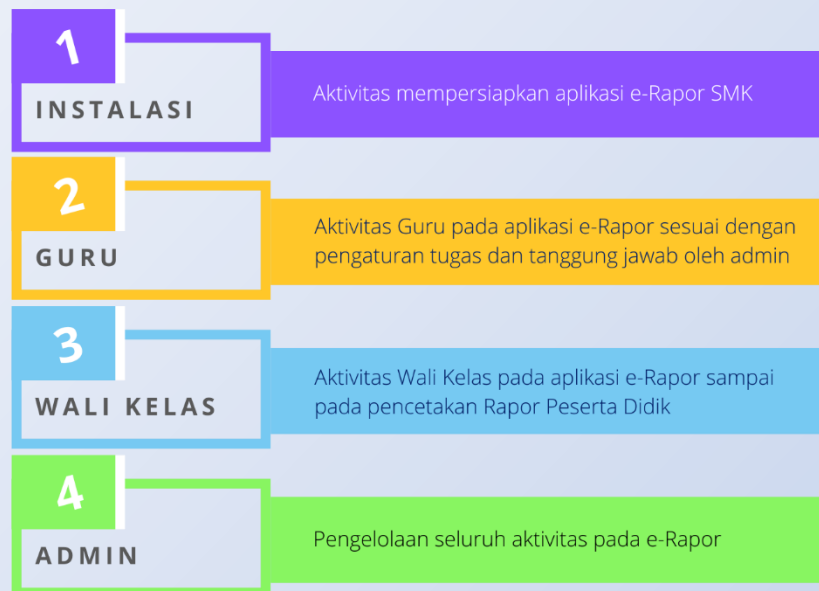 1
INSTALASI
Aktivitas mempersiapkan aplikasi e-Rapor SMK
2
GURU
Aktivitas Guru pada aplikasi e-Rapor sesuai dengan
pengaturan tugas dan tanggung jawab oleh admin
3
WALI KELAS
Aktivitas Wali Kelas pada aplikasi e-Rapor sampai
pada pencetakan Rapor Peserta Didik
4
ADMIN
Pengelolaan seluruh aktivitas pada e-Rapor